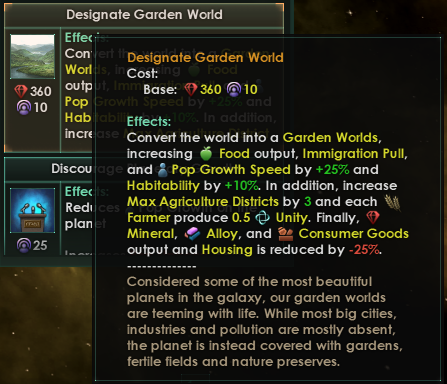 Designate Garden World
Effects:
Con
Worlds, increasing Food
output,
Pop Growth Speed by +25% and
Habitability by +10%. In addition,
increase Max Agriculture Districts
360
10
Discourage
Effects:
Reduces
planet
25
Designate Garden World
Cost:
Base: 360 10
Effects:
Convert the world into a Garden Worlds,
increasing Food output, Immigration Pull,
and Pop Growth Speed by +25% and
Habitability by +10%. In addition, increase
Max Agriculture Districts by 3 and each
Farmer produce 0.5 Unity. Finally,
Mineral, Alloy, and Consumer Goods
output and Housing is reduced by -25%.
--------------
Considered some of the most beautiful
planets in the galaxy, our garden worlds
are teeming with life. While most big cities,
industries and pollution are mostly absent,
the planet is instead covered with gardens,
fertile fields and nature preserves.